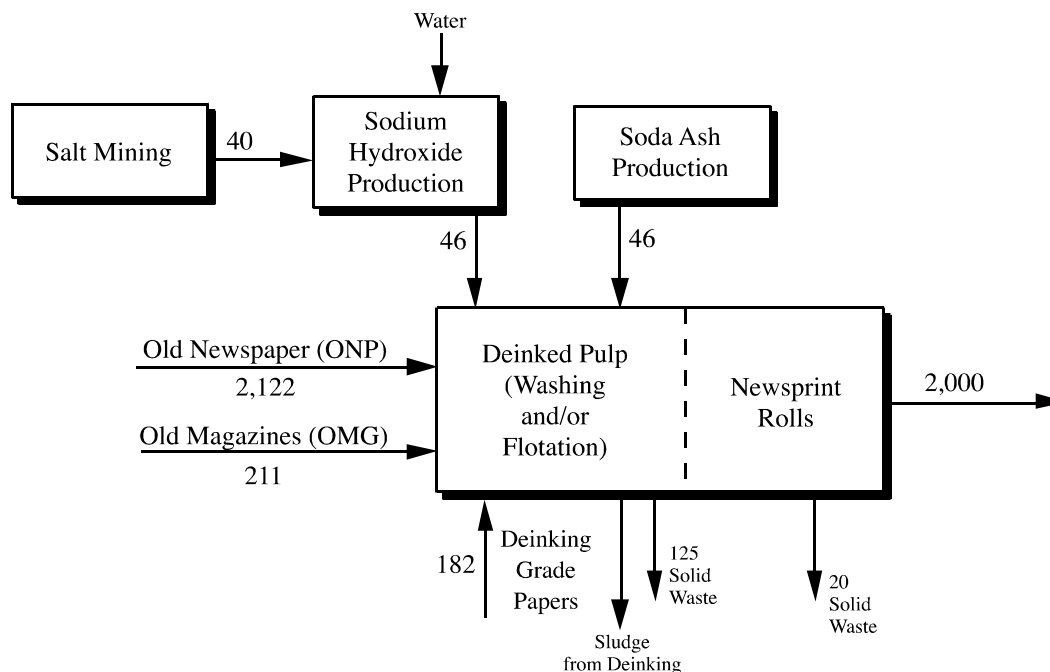 Water
Salt Mining
40
Sodium
Hydroxide
Production
Soda Ash
Production
46
46
Old Newspaper (ONP)
2,122
Old Magazines (OMG)
211
Deinked Pulp
(Washing
and/or
Flotation)
Newsprint
Rolls
2,000
182
Deinking
Grade
Papers
Sludge
from Deinking
125
Solid
Waste
20
Solid
Waste